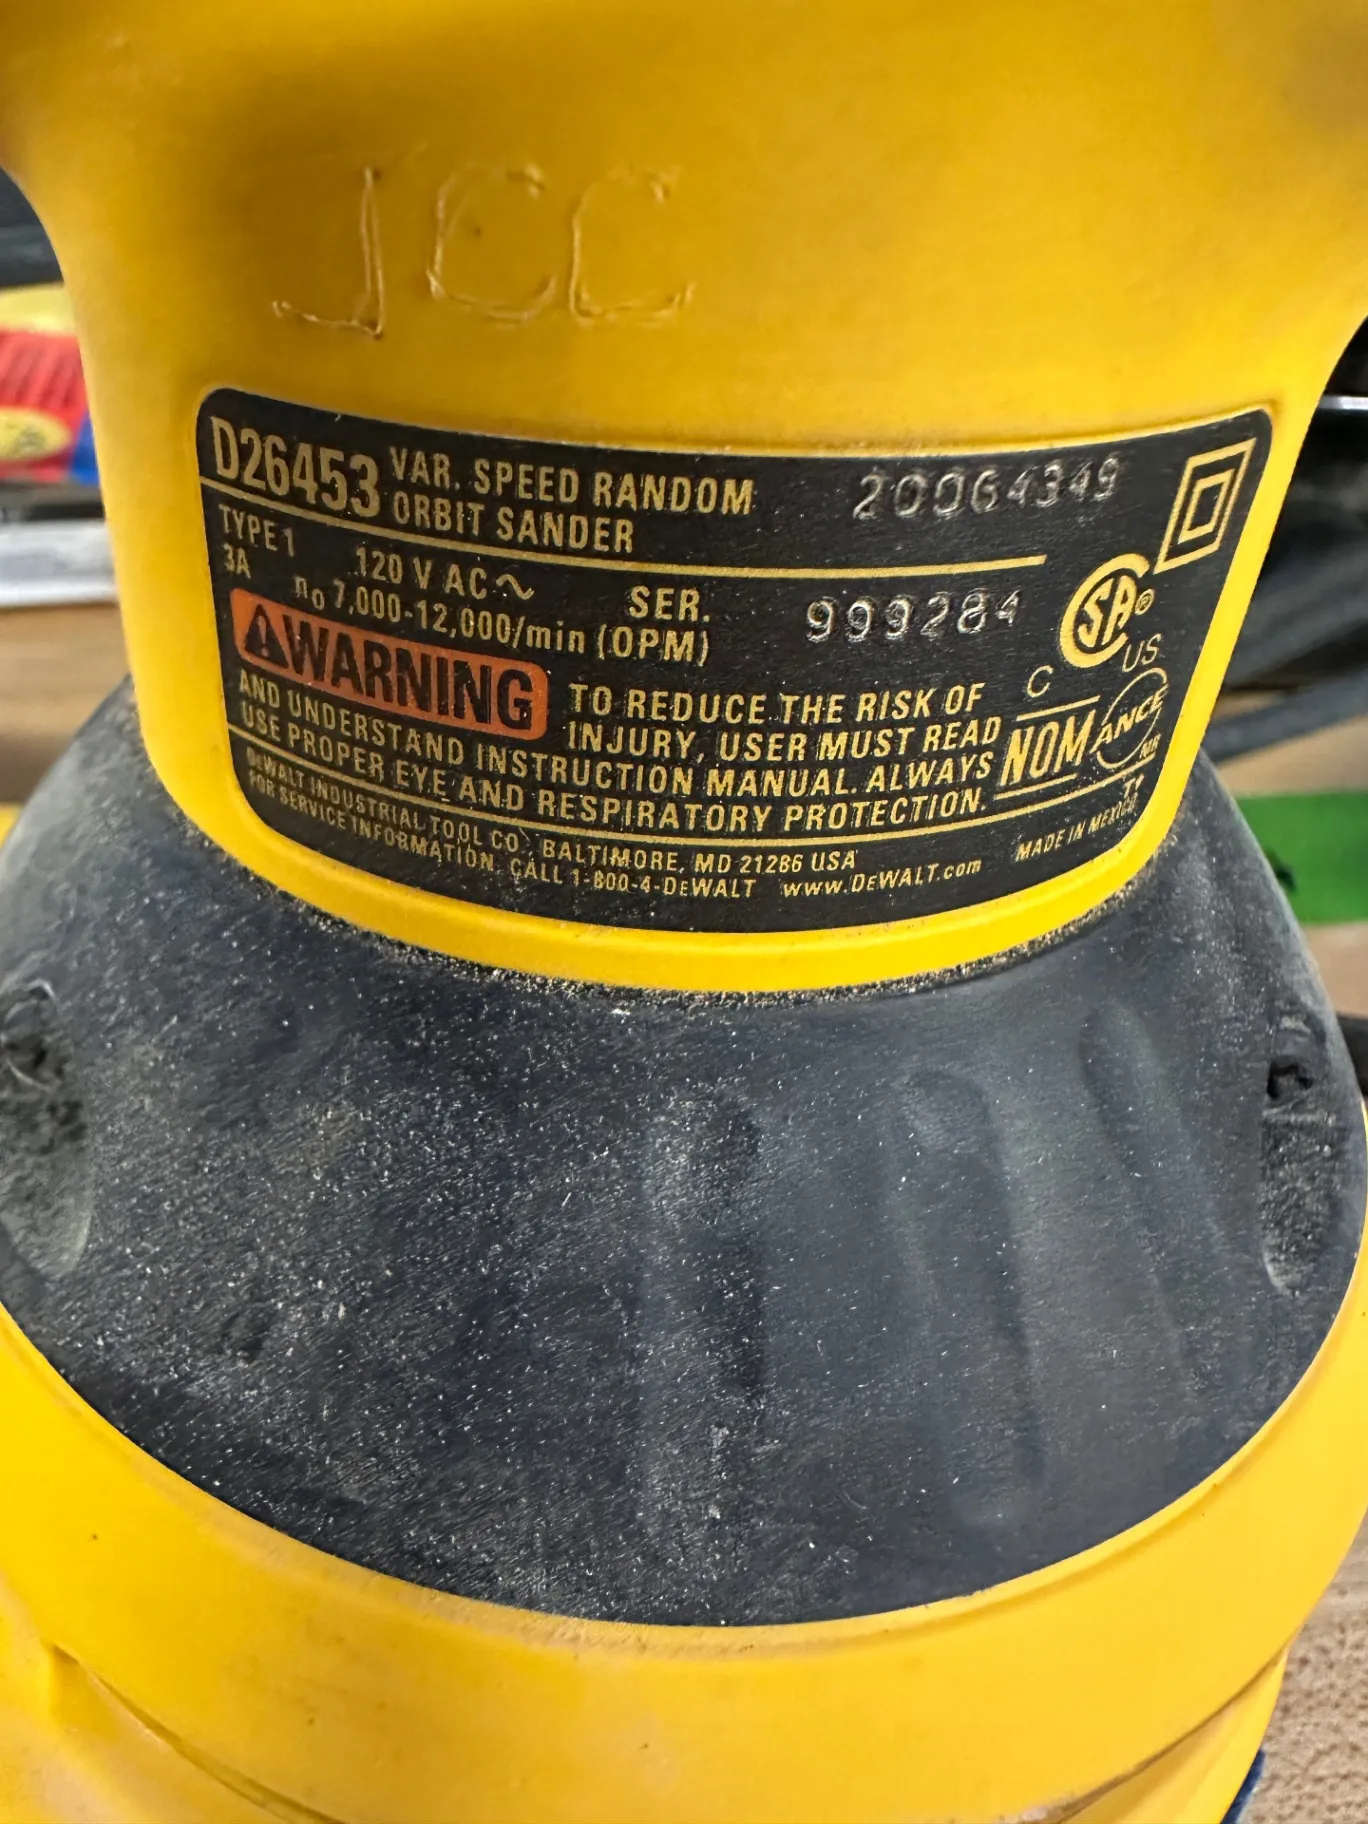 JCC
D26453 VAR. SPEED RANDOM 20064349
ORBIT SANDER
TYPE 1 120 V AC~ SER. 999284
3A n₀ 7,000-12,000/min (OPM)
WARNING TO REDUCE THE RISK OF
INJURY, USER MUST READ
AND UNDERSTAND INSTRUCTION MANUAL. ALWAYS
USE PROPER EYE AND RESPIRATORY PROTECTION.
DEWALT INDUSTRIAL TOOL CO., BALTIMORE, MD 21286 USA
FOR SERVICE INFORMATION, CALL 1-800-4-DEWALT www.DEWALT.com
SA®
C US
NOM ANCE
MADE IN MEXICO